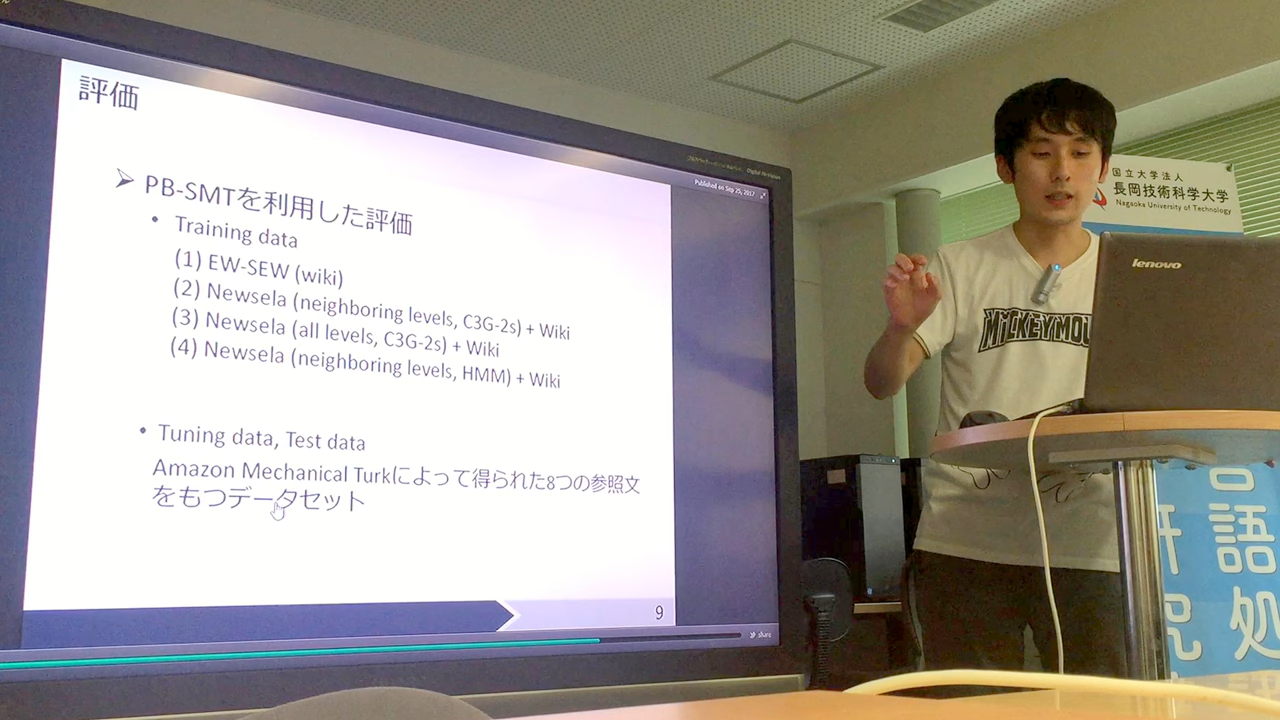 評価
Published on Sep 25, 2017
PB-SMTを利用した評価
Training data
(1) EW-SEW (wiki)
(2) Newsela (neighboring levels, C3G-2s) + Wiki
(3) Newsela (all levels, C3G-2s) + Wiki
(4) Newsela (neighboring levels, HMM) + Wiki
Tuning data, Test data
Amazon Mechanical Turkによって得られた8つの参照文
をもつデータセット
9
share
国立大学法人
長岡技術科学大学
Nagaoka University of Technology
lenovo
MICKEY MOU
語
処